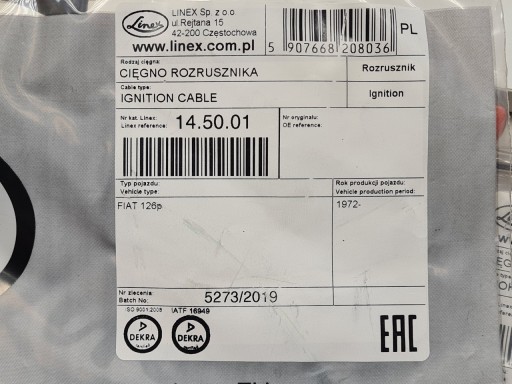 Linex
LINEX Sp. z o.o.
ul.Rejtana 15
42-200 Częstochowa
www.linex.com.pl
5 907668 208036
PL
Rodzaj cięgna:
CIĘGNO ROZRUSZNIKA
Rozrusznik
Cable type:
IGNITION CABLE
Ignition
Nr kat. Linex:
Linex reference:
14.50.01
Nr oryginału:
OE reference:
Typ pojazdu:
Vehicle type:
Rok produkcji pojazdu:
Vehicle production period:
FIAT 126p
1972-
Nr zlecenia:
Batch No:
5273/2019
ISO 9001:2008
IATF 16949
DEKRA
DEKRA
EAC